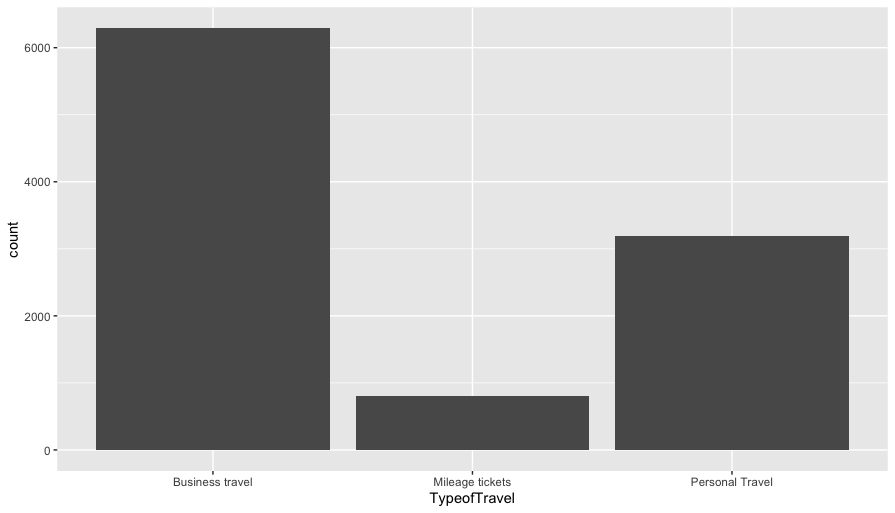 6000
4000
2000
0
count
Business travel
Mileage tickets
Personal Travel
TypeofTravel